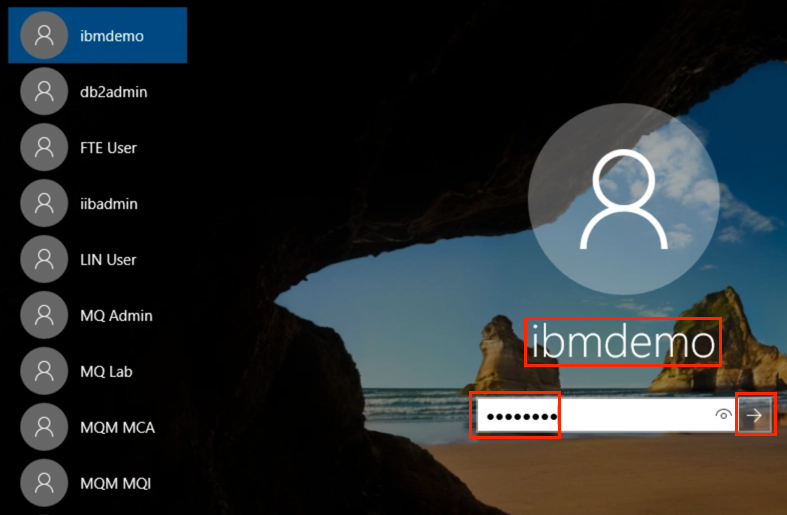 ibmdemo
db2admin
FTE User
iibadmin
LIN User
MQ Admin
MQ Lab
MQM MCA
MQM MQI
ibmdemo
••••••••